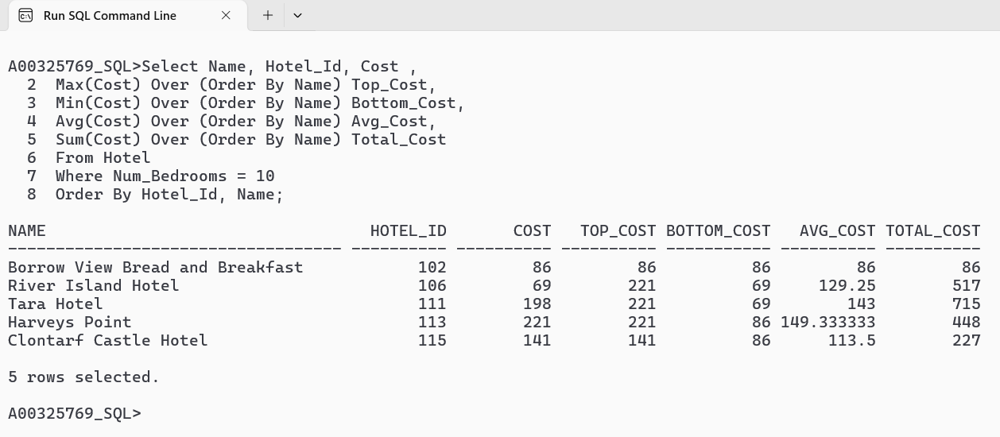 Run SQL Command Line
A00325769_SQL>Select Name, Hotel_Id, Cost ,
  2  Max(Cost) Over (Order By Name) Top_Cost,
  3  Min(Cost) Over (Order By Name) Bottom_Cost,
  4  Avg(Cost) Over (Order By Name) Avg_Cost,
  5  Sum(Cost) Over (Order By Name) Total_Cost
  6  From Hotel
  7  Where Num_Bedrooms = 10
  8  Order By Hotel_Id, Name;
NAME                                  HOTEL_ID       COST   TOP_COST BOTTOM_COST   AVG_COST TOTAL_COST
----------------------------------- ---------- ---------- ---------- ----------- ---------- ----------
Borrow View Bread and Breakfast            102         86         86          86         86         86
River Island Hotel                         106         69        221          69     129.25        517
Tara Hotel                                 111        198        221          69        143        715
Harveys Point                              113        221        221          86 149.333333        448
Clontarf Castle Hotel                      115        141        141          86      113.5        227
5 rows selected.
A00325769_SQL>